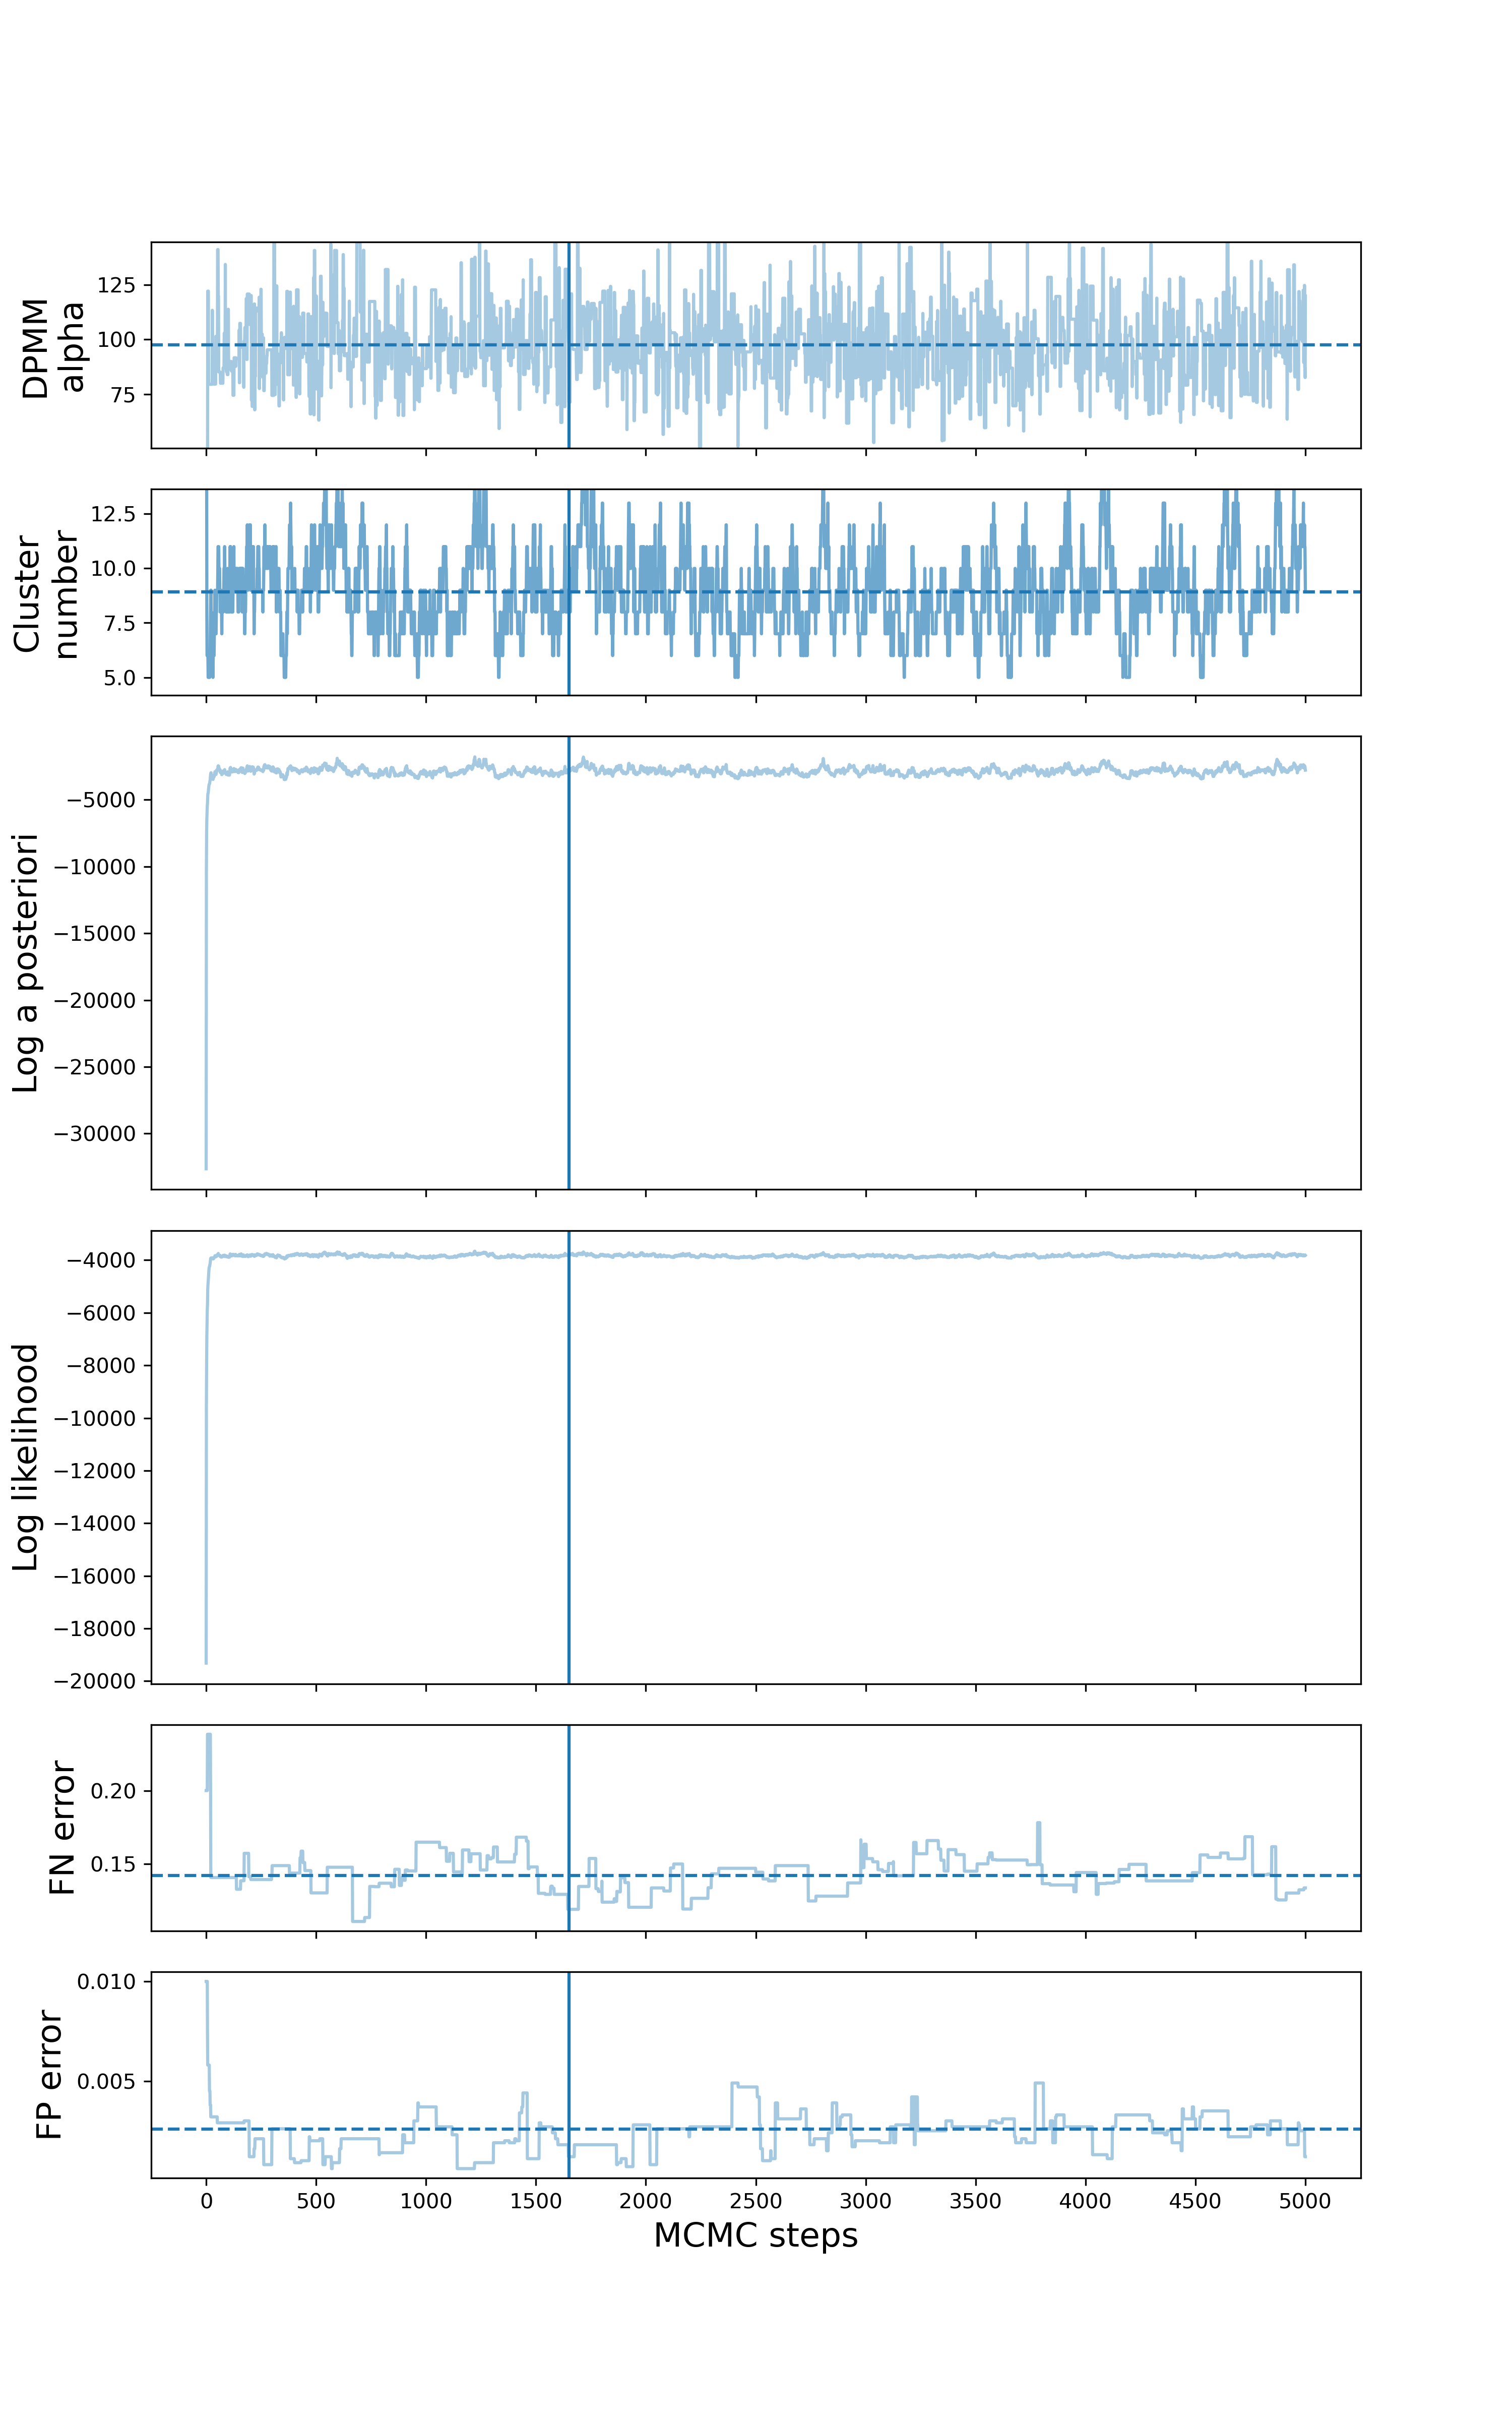 DPMM
alpha
125
100
75
Cluster
number
12.5
10.0
7.5
5.0
Log a posteriori
−5000
−10000
−15000
−20000
−25000
−30000
Log likelihood
−4000
−6000
−8000
−10000
−12000
−14000
−16000
−18000
−20000
FN error
0.20
0.15
FP error
0.010
0.005
0 500 1000 1500 2000 2500 3000 3500 4000 4500 5000
MCMC steps